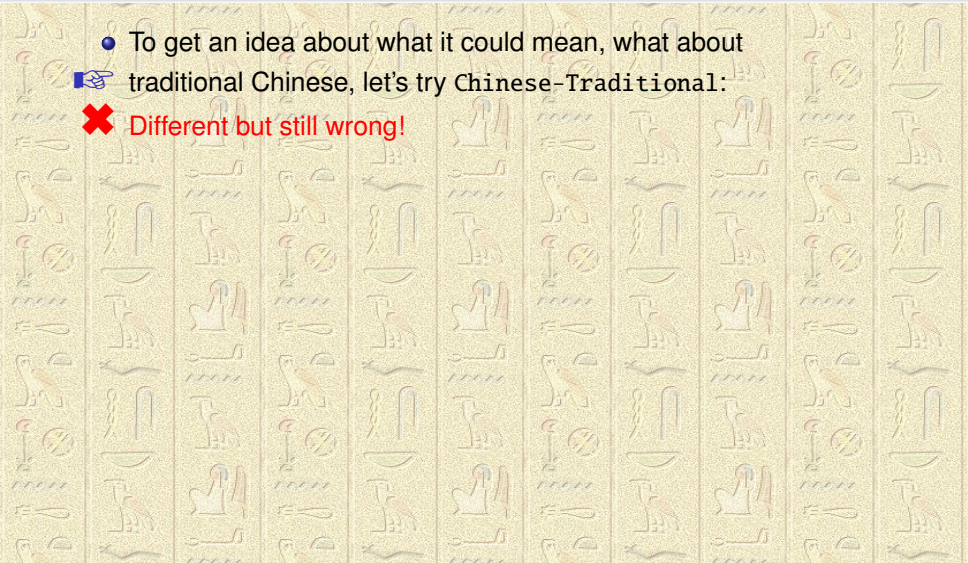 To get an idea about what it could mean, what about
traditional Chinese, let's try Chinese-Traditional:
Different but still wrong!